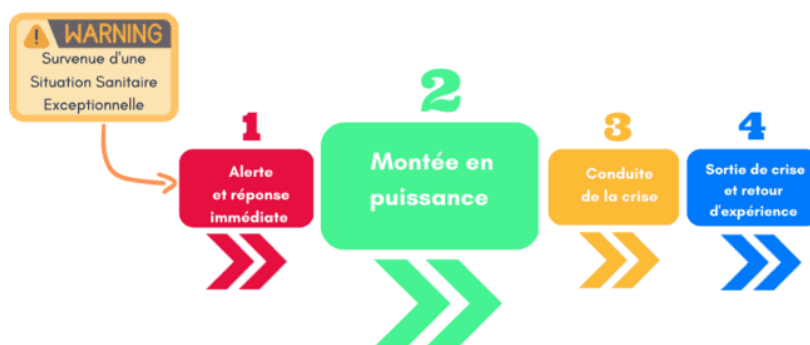 WARNING
Survenue d'une
Situation Sanitaire
Exceptionnelle
1
Alerte
et réponse
immédiate
2
Montée en
puissance
3
Conduite
de la crise
4
Sortie de crise
et retour
d'expérience